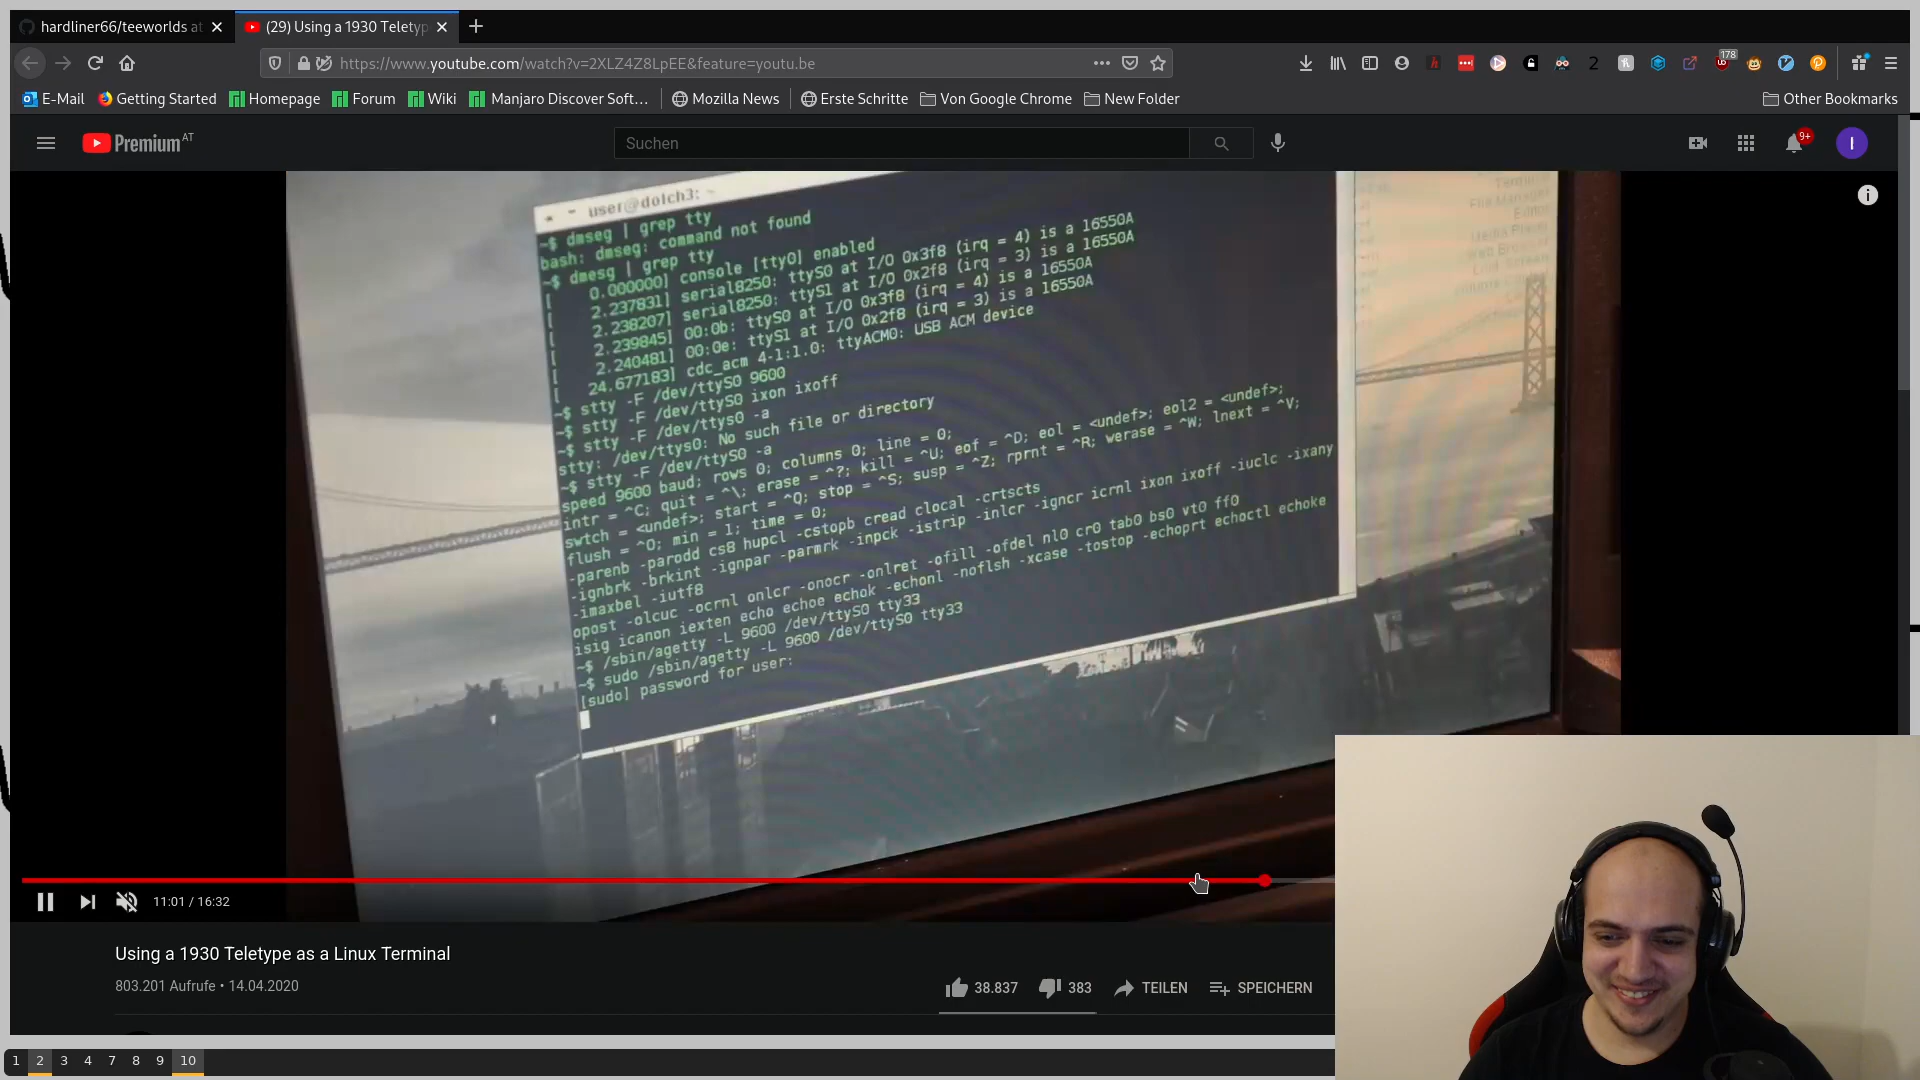 hardliner66/teeworlds at
(29) Using a 1930 Teletyp
https://www.youtube.com/watch?v=2XLZ4Z8LpEE&feature=youtu.be
178
E-Mail
Getting Started
Homepage
Forum
Wiki
Manjaro Discover Soft…
Mozilla News
Erste Schritte
Von Google Chrome
New Folder
Other Bookmarks
Premium AT
Suchen
9+
I
user@dolch3: ~
~$ dmseg | grep tty
bash: dmseg: command not found
~$ dmesg | grep tty
[ 0.000000] console [tty0] enabled
[ 2.237831] serial8250: ttyS0 at I/O 0x3f8 (irq = 4) is a 16550A
[ 2.238207] serial8250: ttyS1 at I/O 0x2f8 (irq = 3) is a 16550A
[ 2.239845] 00:0b: ttyS0 at I/O 0x3f8 (irq = 4) is a 16550A
[ 2.240481] 00:0e: ttyS1 at I/O 0x2f8 (irq = 3) is a 16550A
[ 24.677183] cdc_acm 4-1:1.0: ttyACM0: USB ACM device
~$ stty -F /dev/ttyS0 9600
~$ stty -F /dev/ttyS0 ixon ixoff
~$ stty -F /dev/ttys0 -a
stty: /dev/ttys0: No such file or directory
~$ stty -F /dev/ttyS0 -a
speed 9600 baud; rows 0; columns 0; line = 0;
intr = ^C; quit = ^\; erase = ^?; kill = ^U; eof = ^D; eol = <undef>; eol2 = <undef>;
swtch = <undef>; start = ^Q; stop = ^S; susp = ^Z; rprnt = ^R; werase = ^W; lnext = ^V;
flush = ^O; min = 1; time = 0;
-parenb -parodd cs8 hupcl -cstopb cread clocal -crtscts
-ignbrk -brkint -ignpar -parmrk -inpck -istrip -inlcr -igncr icrnl ixon ixoff -iuclc -ixany
-imaxbel -iutf8
opost -olcuc -ocrnl onlcr -onocr -onlret -ofill -ofdel nl0 cr0 tab0 bs0 vt0 ff0
isig icanon iexten echo echoe echok -echonl -noflsh -xcase -tostop -echoprt echoctl echoke
~$ /sbin/agetty -L 9600 /dev/ttyS0 tty33
~$ sudo /sbin/agetty -L 9600 /dev/ttyS0 tty33
[sudo] password for user:
Terminal
File Manager
Editor
Media Player
Web Browser
11:01 / 16:32
Using a 1930 Teletype as a Linux Terminal
803.201 Aufrufe • 14.04.2020
38.837
383
TEILEN
SPEICHERN
1 2 3 4 7 8 9 10